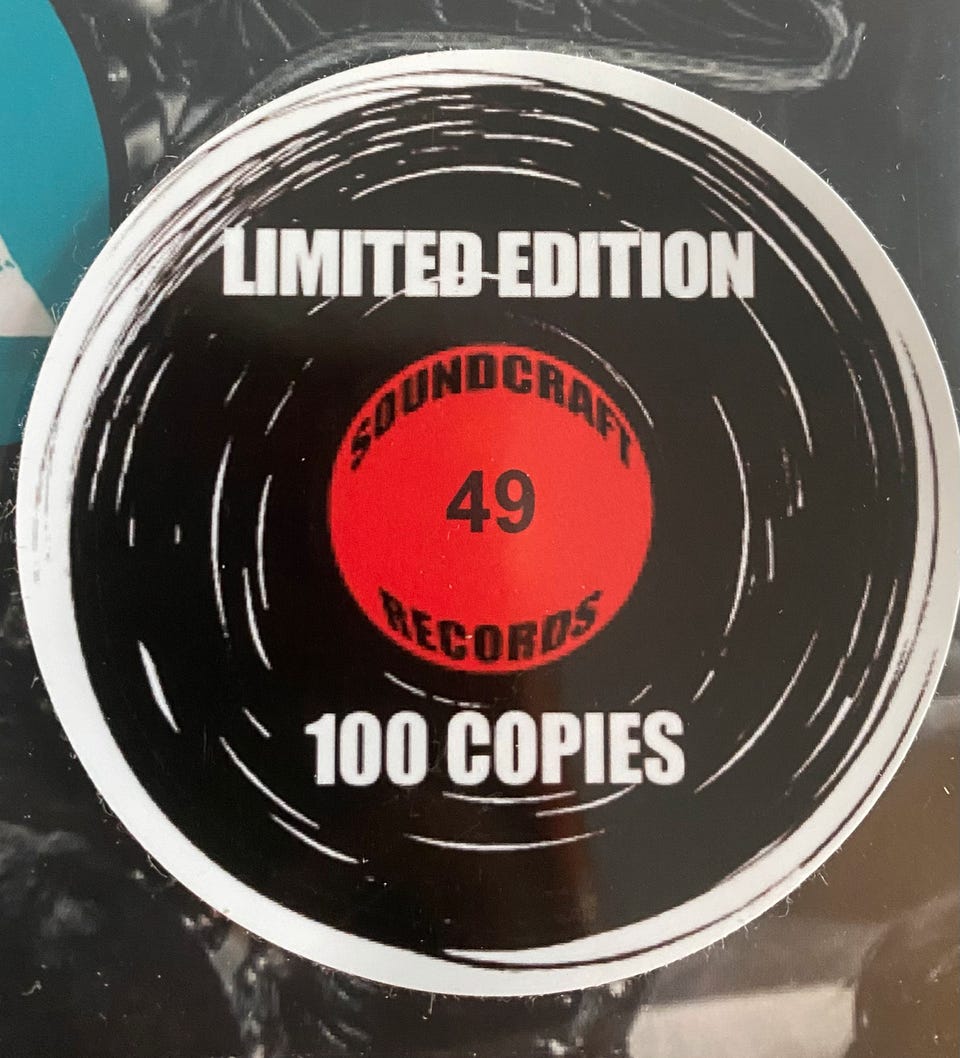 LIMITED EDITION
SOUNDCRAFT
49
RECORDS
100 COPIES